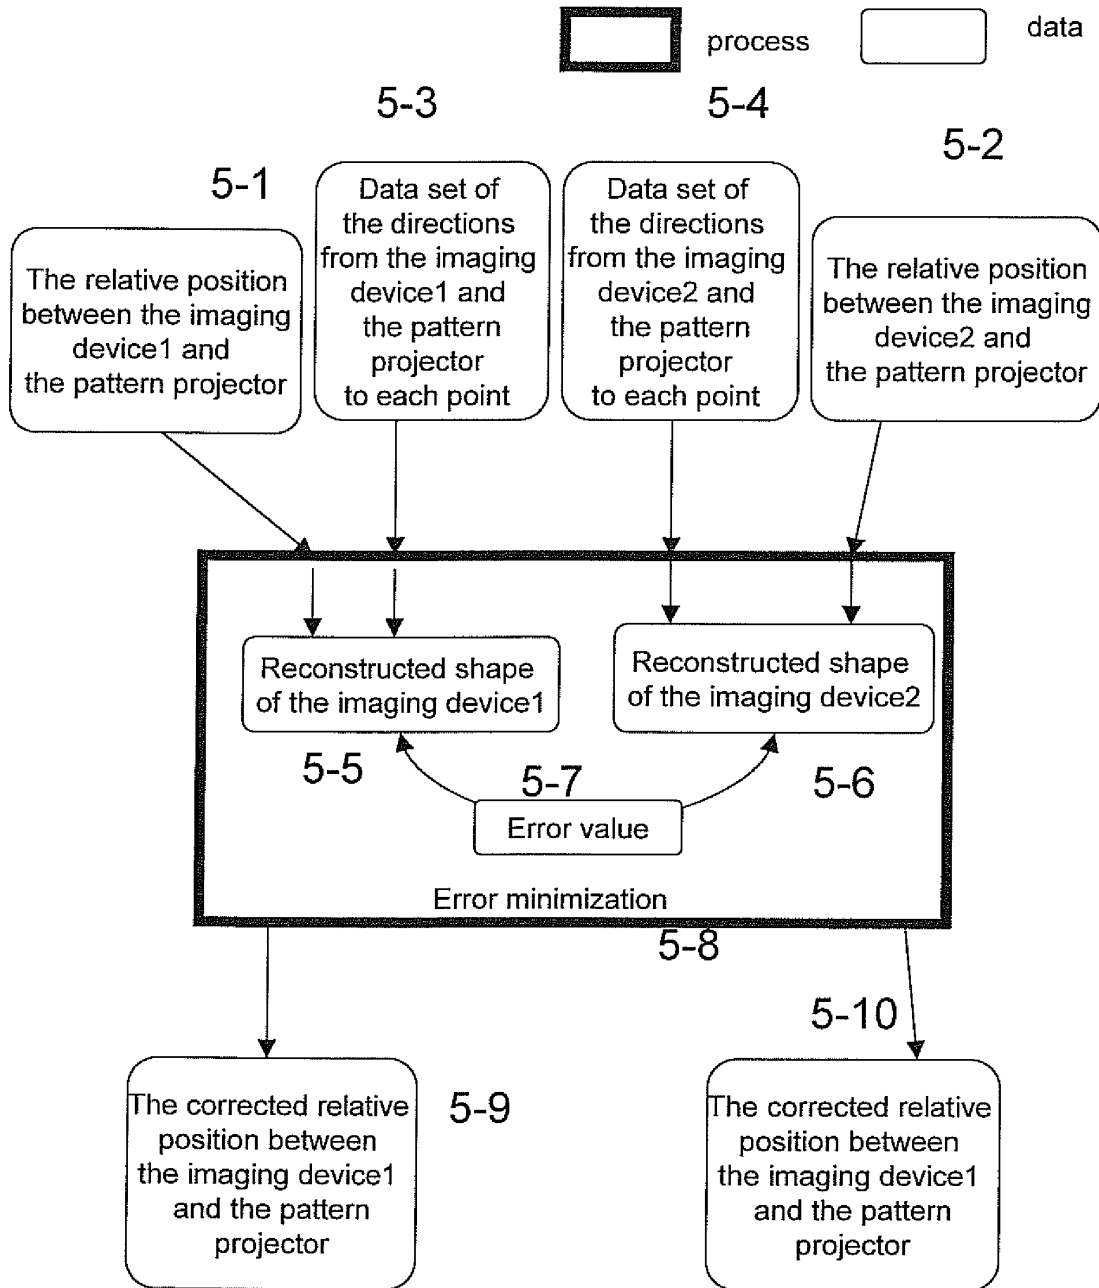 process
data
5-3
5-4
5-2
5-1
Data set of
the directions
from the imaging
device1 and
the pattern
projector
to each point
Data set of
the directions
from the imaging
device2 and
the pattern
projector
to each point
The relative position
between the imaging
device1 and
the pattern projector
The relative position
between the imaging
device2 and
the pattern projector
Reconstructed shape
of the imaging device1
Reconstructed shape
of the imaging device2
5-5
5-7
5-6
Error value
Error minimization
5-8
5-10
The corrected relative
position between
the imaging device1
and the pattern
projector
5-9
The corrected relative
position between
the imaging device1
and the pattern
projector